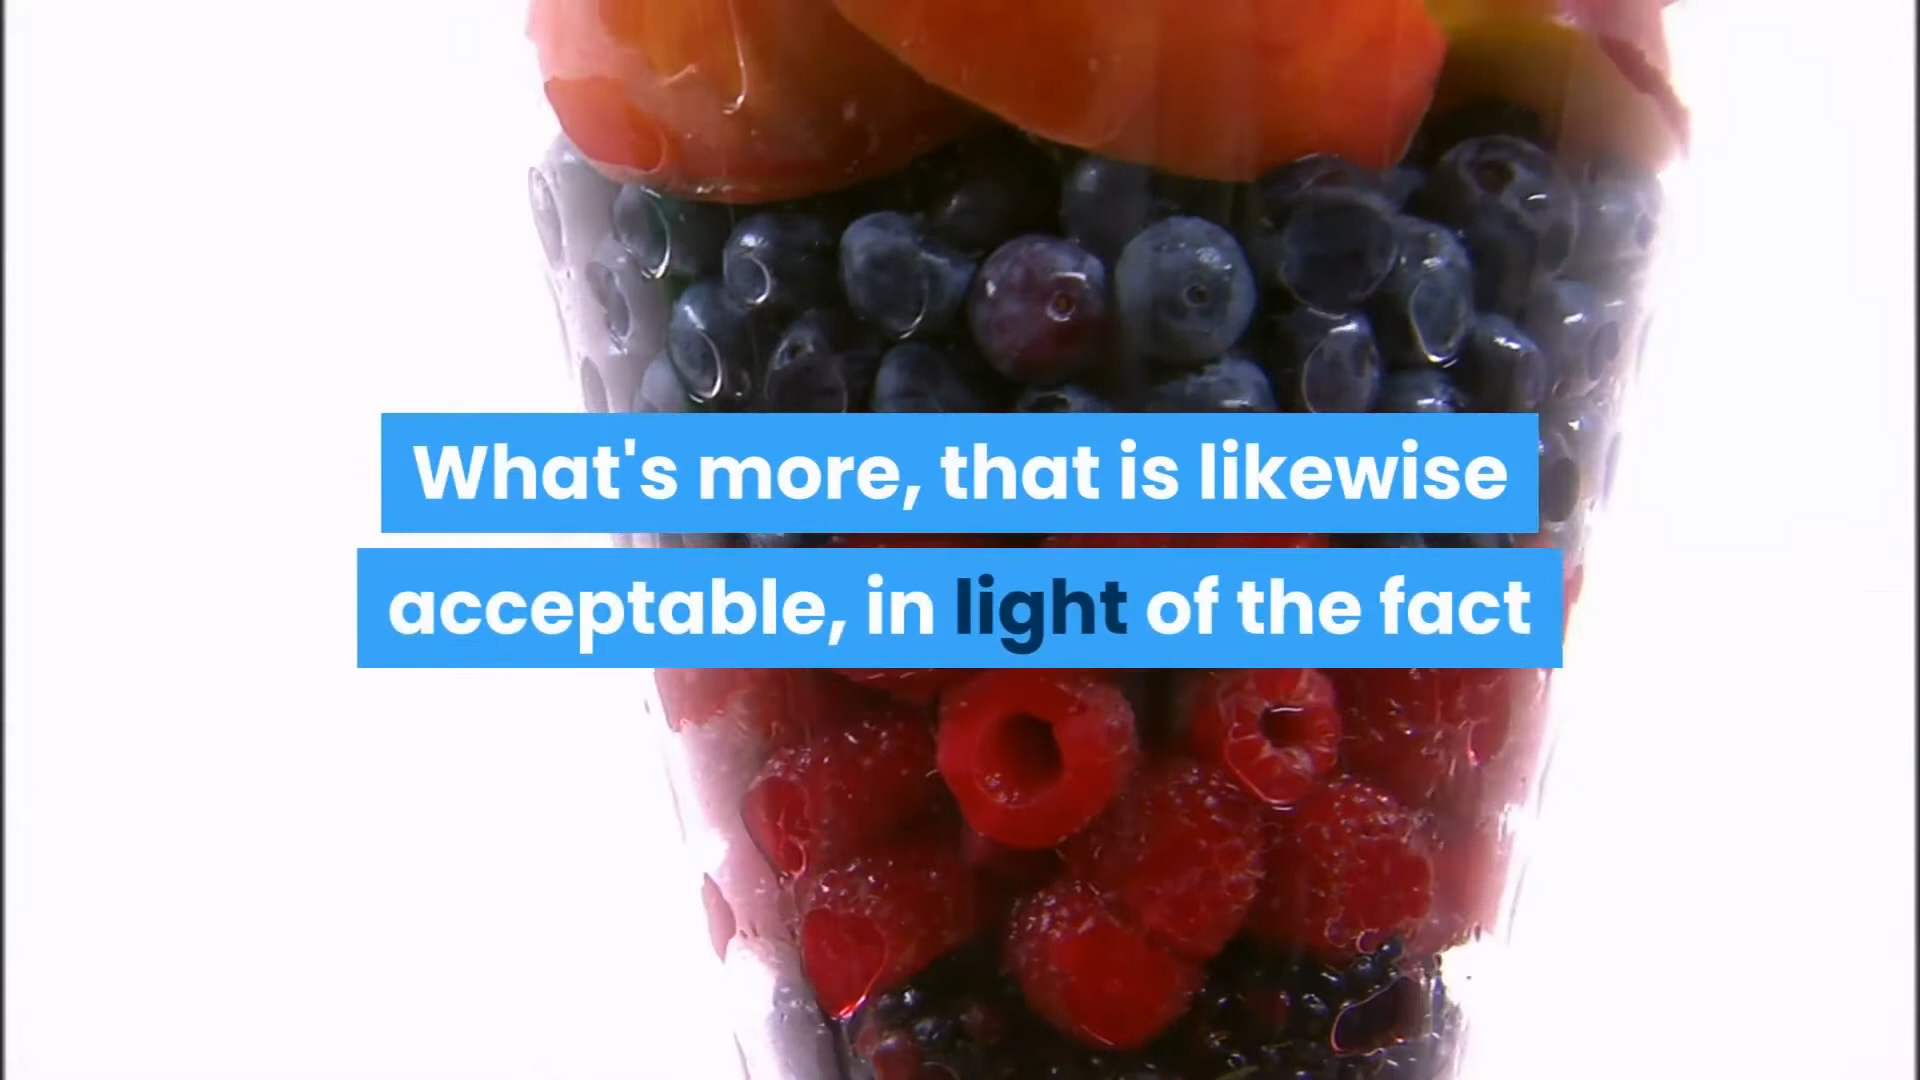 What's more, that is likewise
acceptable, in light of the fact